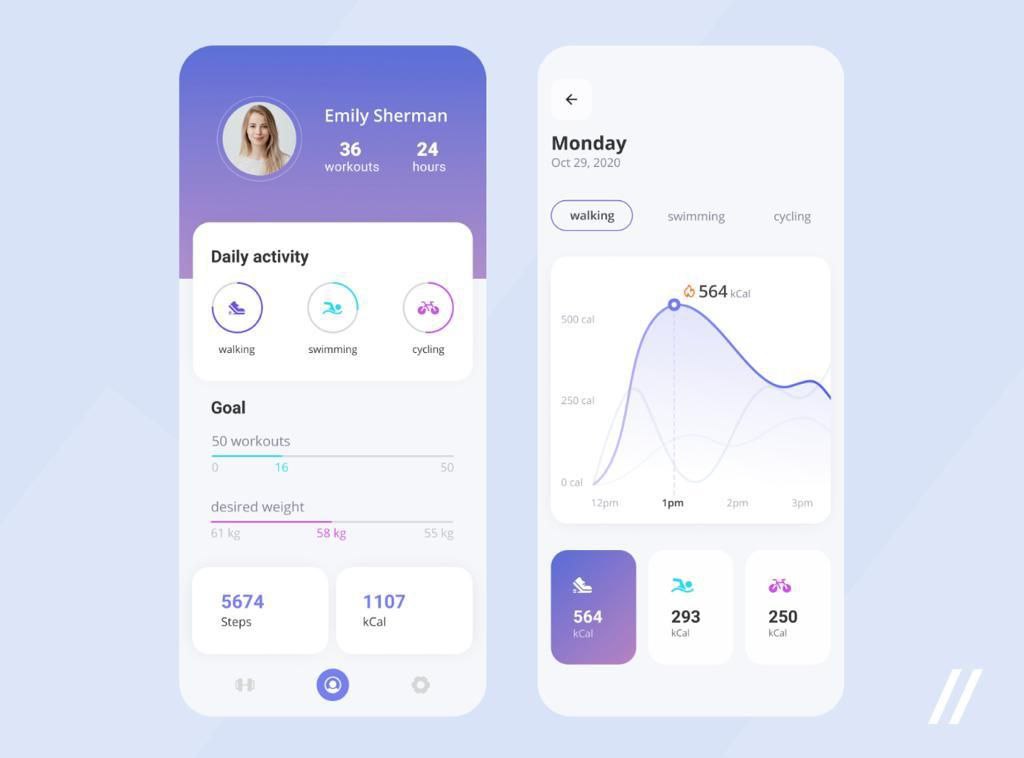 Emily Sherman
36 24
workouts hours
Daily activity
walking swimming cycling
Goal
50 workouts
0 16 50
desired weight
61 kg 58 kg 55 kg
5674 1107
Steps kCal
Monday
Oct 29, 2020
walking swimming cycling
564 kCal
500 cal
250 cal
0 cal
12pm 1pm 2pm 3pm
564 293 250
kCal kCal kCal